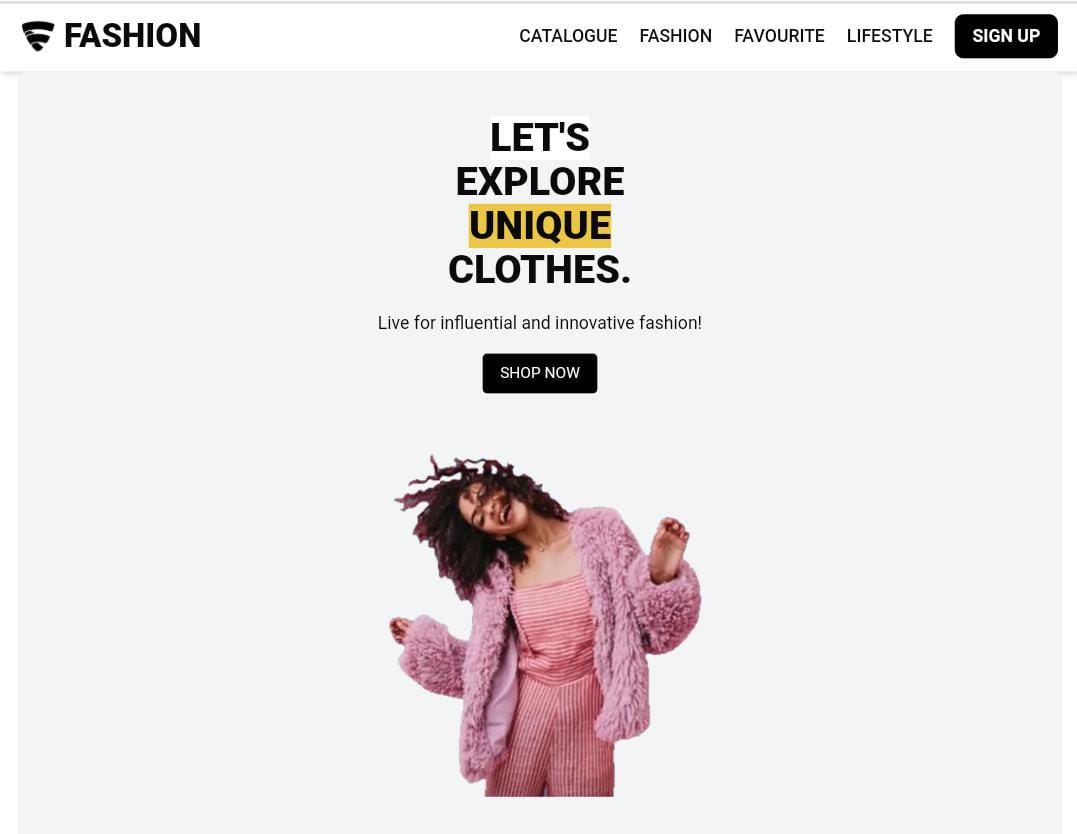 FASHION
CATALOGUE FASHION FAVOURITE LIFESTYLE SIGN UP
LET'S
EXPLORE
UNIQUE
CLOTHES.
Live for influential and innovative fashion!
SHOP NOW